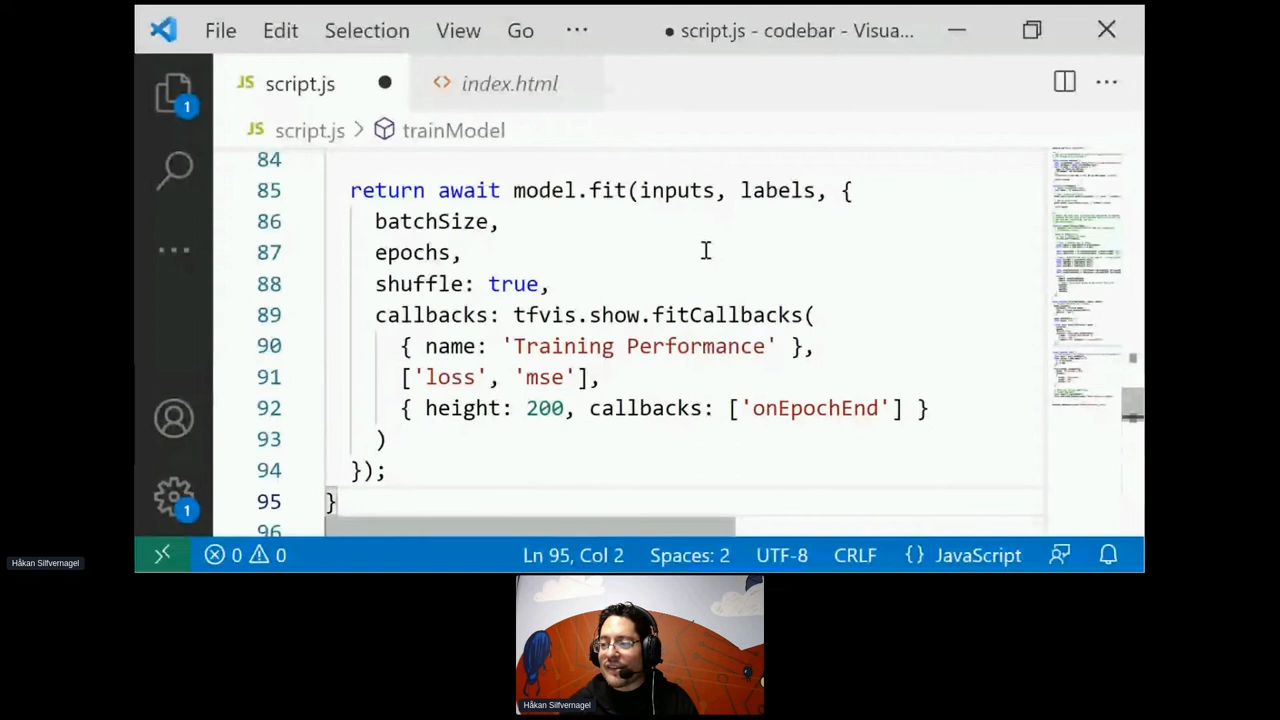 File Edit Selection View Go ··· ● script.js - codebar - Visua...
JS script.js ● <> index.html ···
JS script.js > trainModel
84
85 return await model.fit(inputs, labels, {
86 batchSize,
87 epochs,
88 shuffle: true,
89 callbacks: tfvis.show.fitCallbacks(
90 { name: 'Training Performance' },
91 ['loss', 'mse'],
92 { height: 200, callbacks: ['onEpochEnd'] }
93 )
94 });
95 }
96
1
1
0 0 Ln 95, Col 2 Spaces: 2 UTF-8 CRLF {} JavaScript
Håkan Silfvernagel
Håkan Silfvernagel